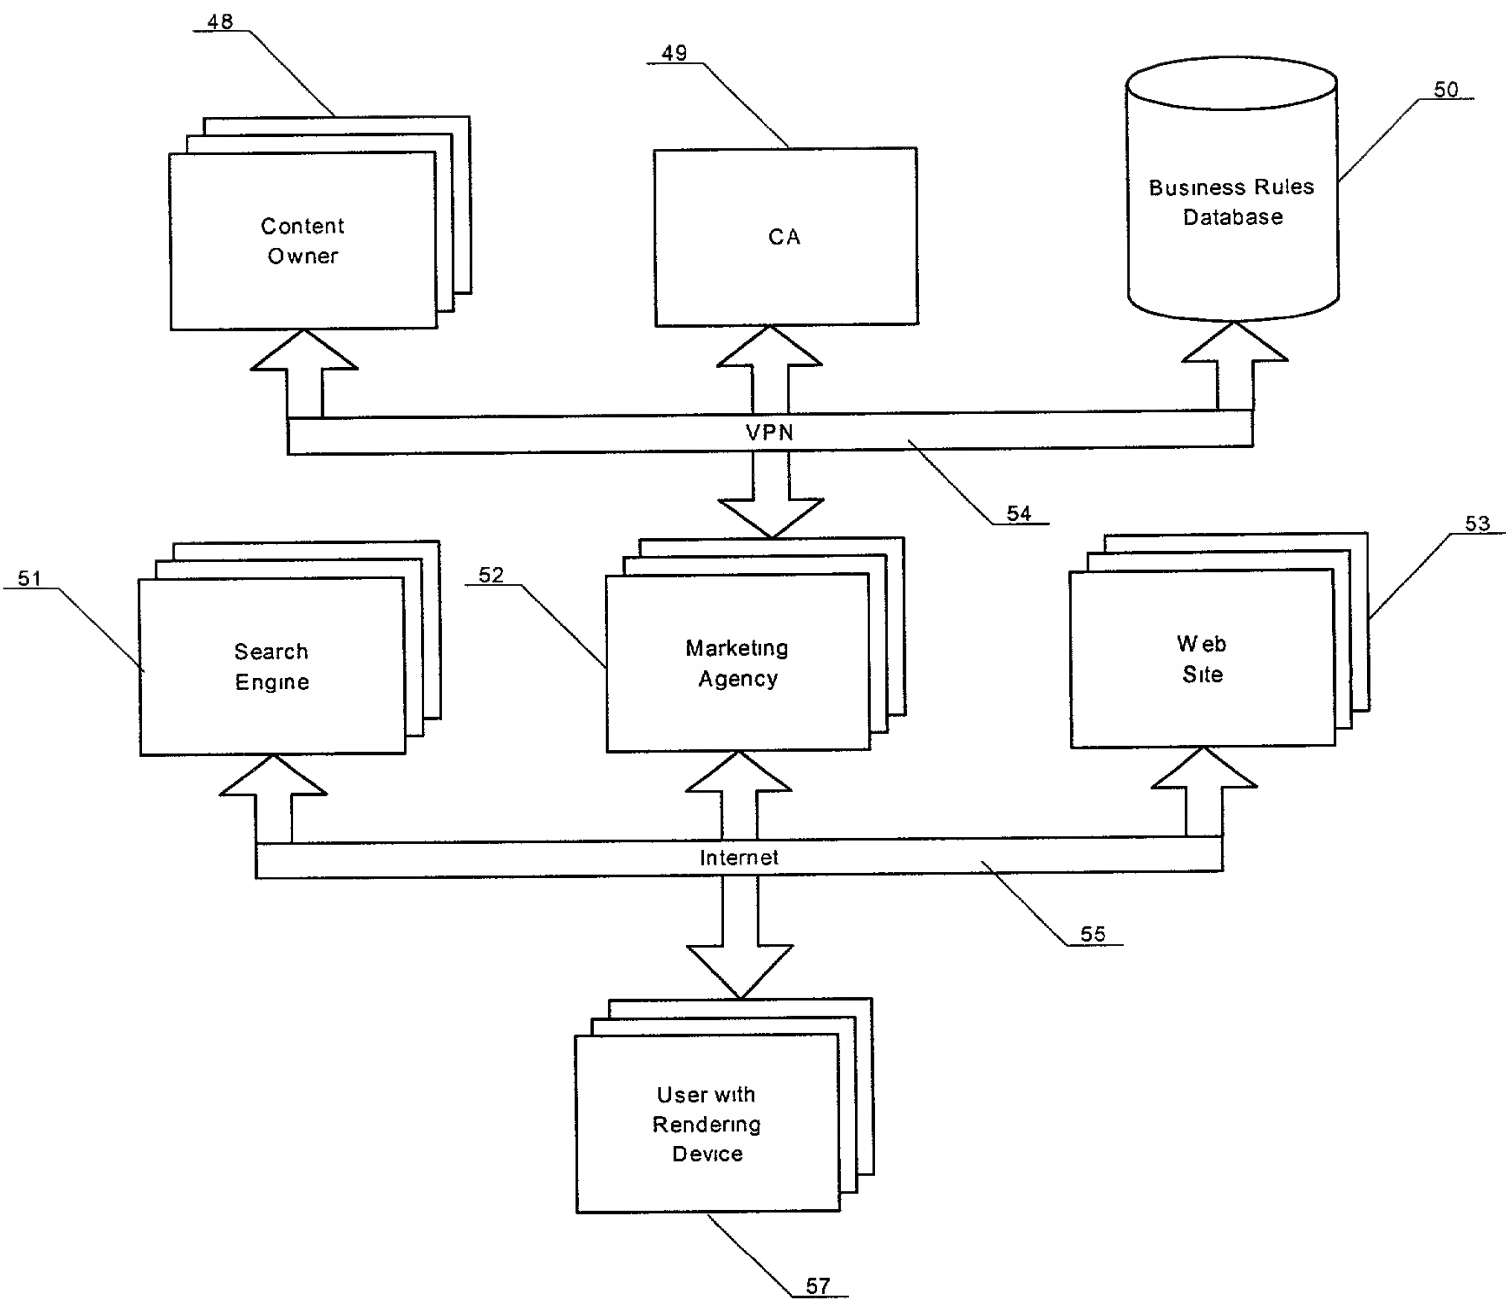 48
49
50
Content
Owner
CA
Business Rules
Database
VPN
54
51
52
53
Search
Engine
Marketing
Agency
Web
Site
Internet
55
User with
Rendering
Device
57